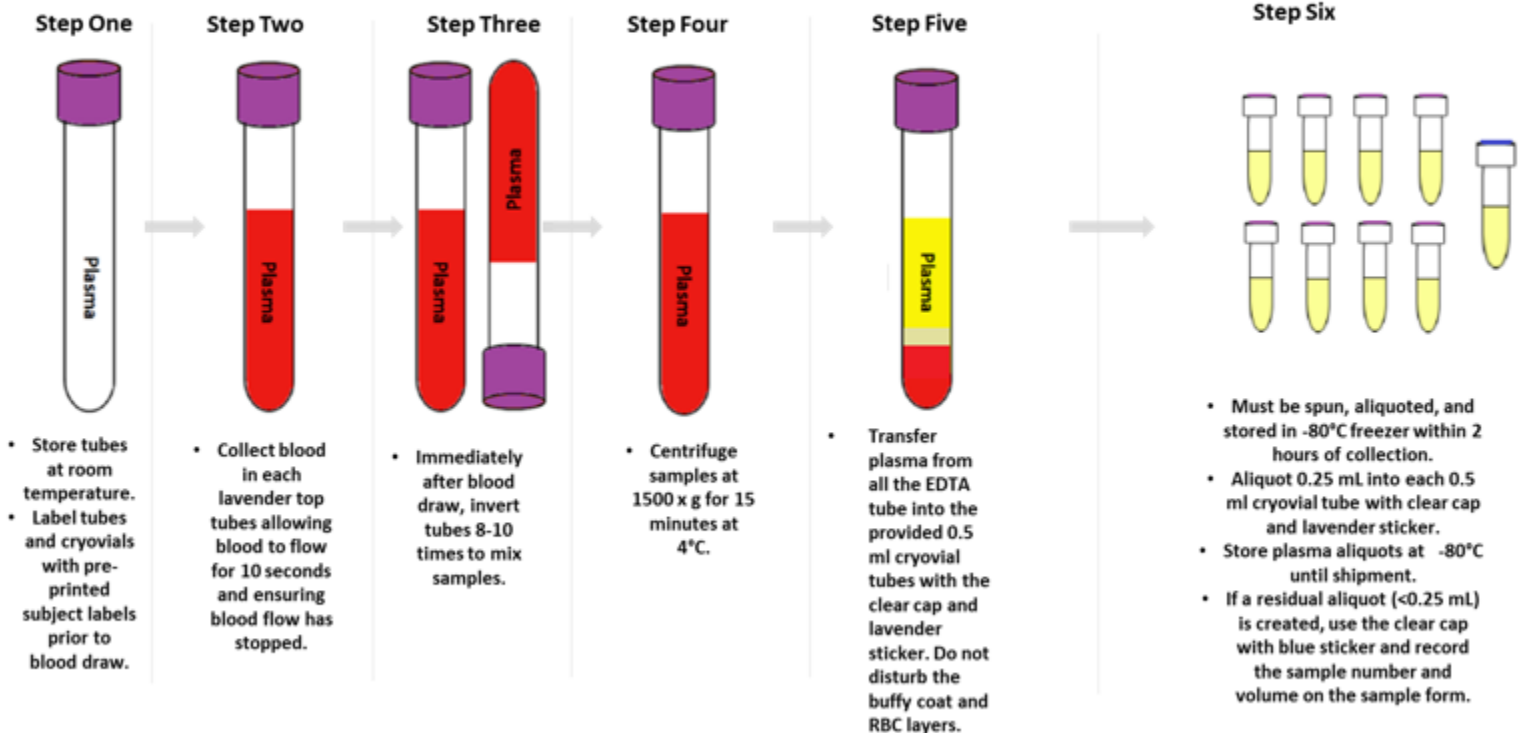 Step One
Plasma
• Store tubes
at room
temperature.
• Label tubes
and cryovials
with pre-
printed
subject labels
prior to
blood draw.
Step Two
Plasma
• Collect blood
in each
lavender top
tubes allowing
blood to flow
for 10 seconds
and ensuring
blood flow has
stopped.
Step Three
Plasma
Plasma
• Immediately
after blood
draw, invert
tubes 8-10
times to mix
samples.
Step Four
Plasma
• Centrifuge
samples at
1500 x g for 15
minutes at
4°C.
Step Five
Plasma
• Transfer
plasma from
all the EDTA
tube into the
provided 0.5
ml cryovial
tubes with the
clear cap and
lavender
sticker. Do not
disturb the
buffy coat and
RBC layers.
Step Six
• Must be spun, aliquoted, and
stored in -80°C freezer within 2
hours of collection.
• Aliquot 0.25 mL into each 0.5
ml cryovial tube with clear cap
and lavender sticker.
• Store plasma aliquots at -80°C
until shipment.
• If a residual aliquot (<0.25 mL)
is created, use the clear cap
with blue sticker and record
the sample number and
volume on the sample form.